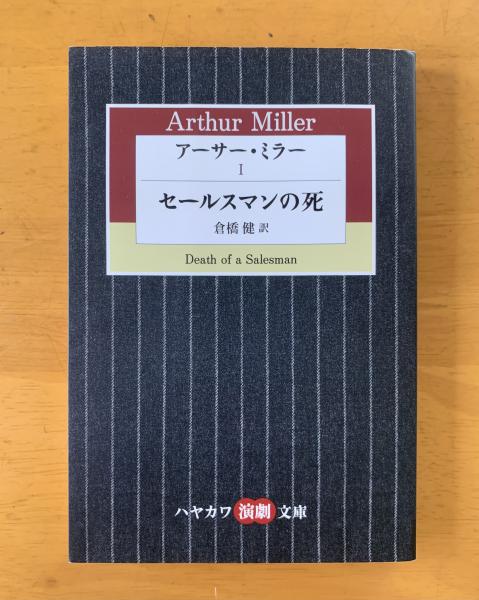 Arthur Miller
アーサー・ミラー
I
セールスマンの死
倉橋 健 訳
Death of a Salesman
ハヤカワ演劇文庫